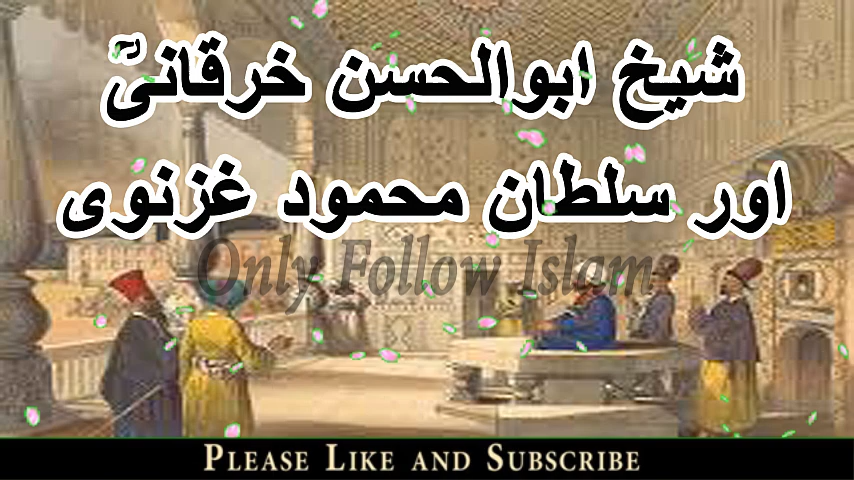 شیخ ابوالحسن خرقانیؒ
اور سلطان محمود غزنوی
Only Follow Islam
PLEASE LIKE AND SUBSCRIBE